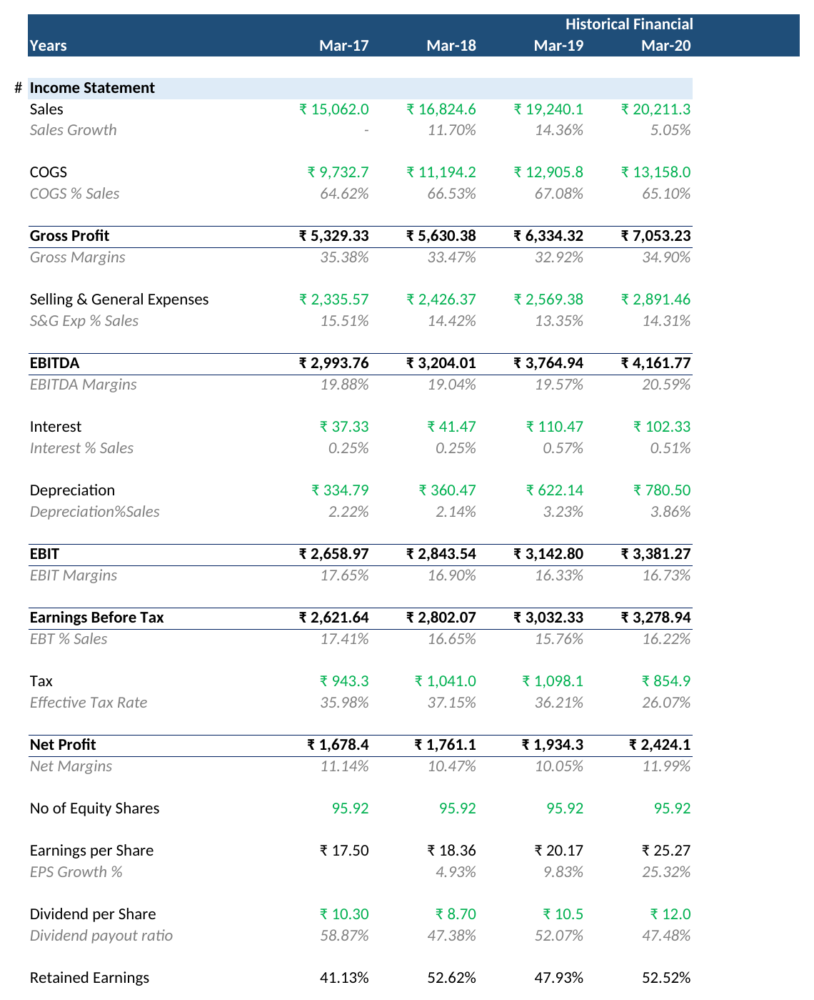 Historical Financial
Years Mar-17 Mar-18 Mar-19 Mar-20
# Income Statement
Sales ₹ 15,062.0 ₹ 16,824.6 ₹ 19,240.1 ₹ 20,211.3
Sales Growth - 11.70% 14.36% 5.05%
COGS ₹ 9,732.7 ₹ 11,194.2 ₹ 12,905.8 ₹ 13,158.0
COGS % Sales 64.62% 66.53% 67.08% 65.10%
Gross Profit ₹ 5,329.33 ₹ 5,630.38 ₹ 6,334.32 ₹ 7,053.23
Gross Margins 35.38% 33.47% 32.92% 34.90%
Selling & General Expenses ₹ 2,335.57 ₹ 2,426.37 ₹ 2,569.38 ₹ 2,891.46
S&G Exp % Sales 15.51% 14.42% 13.35% 14.31%
EBITDA ₹ 2,993.76 ₹ 3,204.01 ₹ 3,764.94 ₹ 4,161.77
EBITDA Margins 19.88% 19.04% 19.57% 20.59%
Interest ₹ 37.33 ₹ 41.47 ₹ 110.47 ₹ 102.33
Interest % Sales 0.25% 0.25% 0.57% 0.51%
Depreciation ₹ 334.79 ₹ 360.47 ₹ 622.14 ₹ 780.50
Depreciation%Sales 2.22% 2.14% 3.23% 3.86%
EBIT ₹ 2,658.97 ₹ 2,843.54 ₹ 3,142.80 ₹ 3,381.27
EBIT Margins 17.65% 16.90% 16.33% 16.73%
Earnings Before Tax ₹ 2,621.64 ₹ 2,802.07 ₹ 3,032.33 ₹ 3,278.94
EBT % Sales 17.41% 16.65% 15.76% 16.22%
Tax ₹ 943.3 ₹ 1,041.0 ₹ 1,098.1 ₹ 854.9
Effective Tax Rate 35.98% 37.15% 36.21% 26.07%
Net Profit ₹ 1,678.4 ₹ 1,761.1 ₹ 1,934.3 ₹ 2,424.1
Net Margins 11.14% 10.47% 10.05% 11.99%
No of Equity Shares 95.92 95.92 95.92 95.92
Earnings per Share ₹ 17.50 ₹ 18.36 ₹ 20.17 ₹ 25.27
EPS Growth % 4.93% 9.83% 25.32%
Dividend per Share ₹ 10.30 ₹ 8.70 ₹ 10.5 ₹ 12.0
Dividend payout ratio 58.87% 47.38% 52.07% 47.48%
Retained Earnings 41.13% 52.62% 47.93% 52.52%